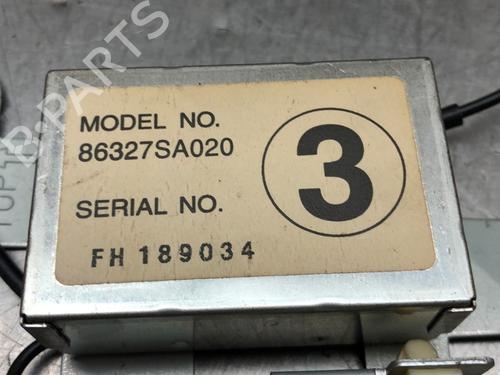 B-PARTS
MODEL NO.
86327SA020
SERIAL NO.
FH 189034
3